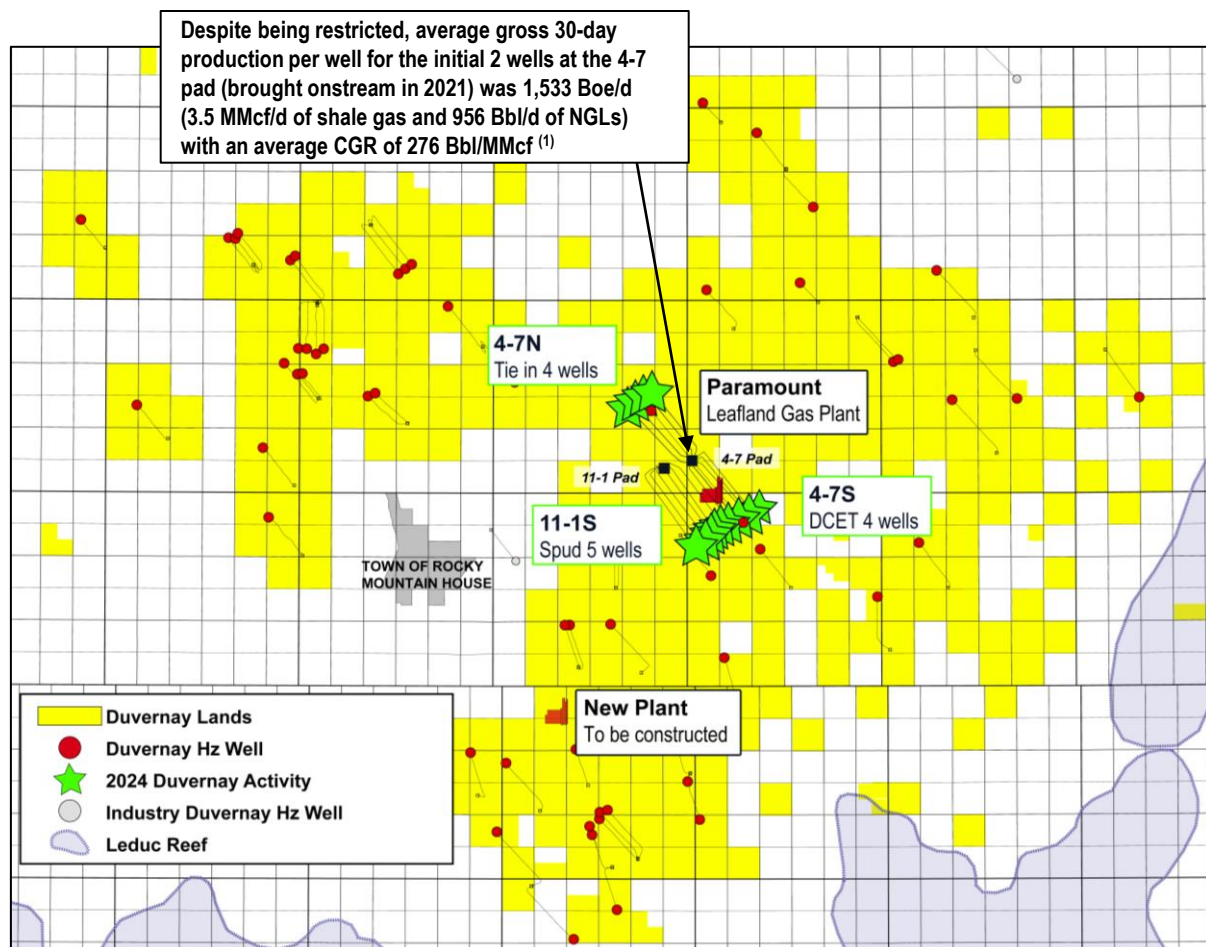 Despite being restricted, average gross 30-day
production per well for the initial 2 wells at the 4-7
pad (brought onstream in 2021) was 1,533 Boe/d
(3.5 MMcf/d of shale gas and 956 Bbl/d of NGLs)
with an average CGR of 276 Bbl/MMcf (1)
4-7N
Tie in 4 wells
Paramount
Leafland Gas Plant
4-7 Pad
11-1 Pad
4-7S
DCET 4 wells
11-1S
Spud 5 wells
TOWN OF ROCKY
MOUNTAIN HOUSE
New Plant
To be constructed
Duvernay Lands
Duvernay Hz Well
2024 Duvernay Activity
Industry Duvernay Hz Well
Leduc Reef